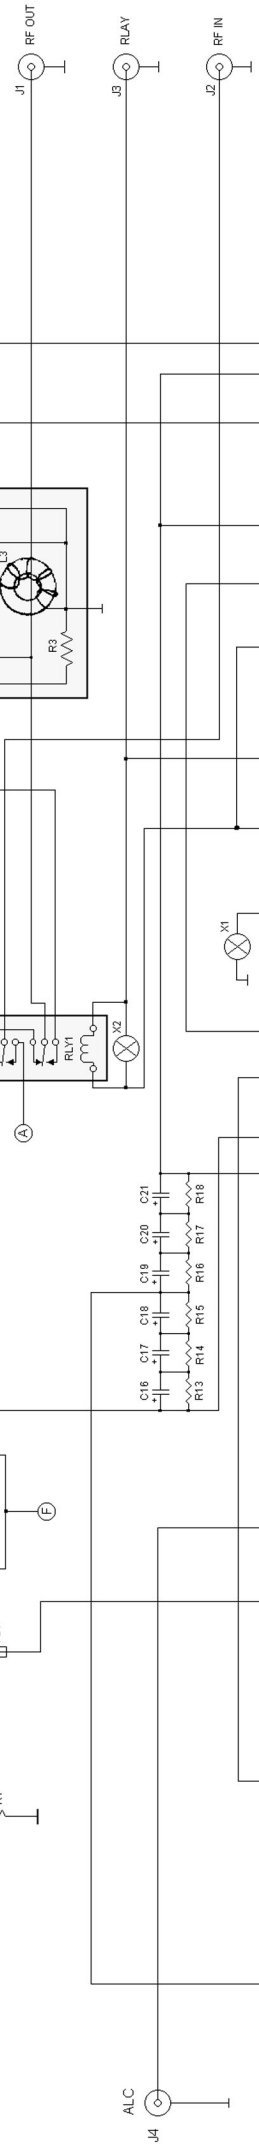 RF OUT
J1
RLAY
J3
RF IN
J2
L3
R3
X1
X2
RLY1
A
C21
C20
C19
C18
C17
C16
R18
R17
R16
R15
R14
R13
F
ALC
J4